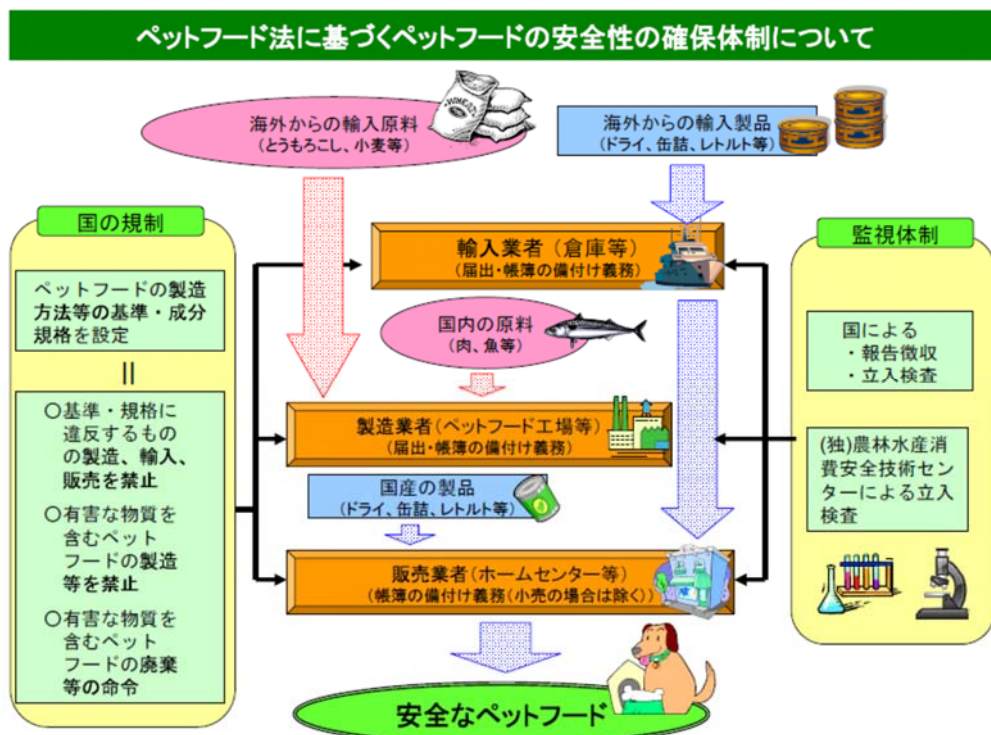 ペットフード法に基づくペットフードの安全性の確保体制について
海外からの輸入原料
(とうもろこし、小麦等)
海外からの輸入製品
(ドライ、缶詰、レトルト等)
国の規制
ペットフードの製造
方法等の基準・成分
規格を設定
||
○基準・規格に
違反するもの
の製造、輸入、
販売を禁止
○有害な物質を
含むペット
フードの製造
等を禁止
○有害な物質を
含むペット
フードの廃棄
等の命令
輸入業者(倉庫等)
(届出・帳簿の備付け義務)
国内の原料
(肉、魚等)
製造業者(ペットフード工場等)
(届出・帳簿の備付け義務)
国産の製品
(ドライ、缶詰、レトルト等)
販売業者(ホームセンター等)
(帳簿の備付け義務(小売の場合は除く))
安全なペットフード
監視体制
国による
・報告徴収
・立入検査
(独)農林水産消
費安全技術セン
ターによる立入
検査